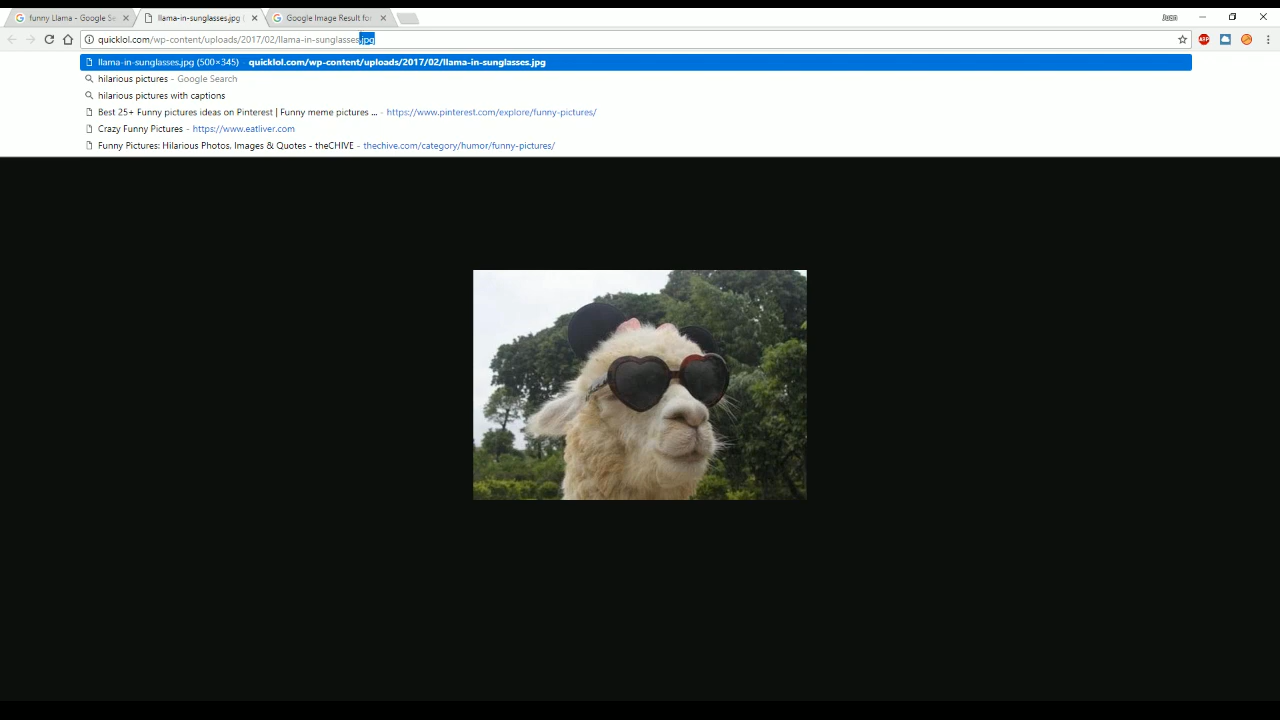 funny Llama - Google Se
llama-in-sunglasses.jpg (
Google Image Result for
Juan
quicklol.com/wp-content/uploads/2017/02/llama-in-sunglasses.jpg
llama-in-sunglasses.jpg (500×345) - quicklol.com/wp-content/uploads/2017/02/llama-in-sunglasses.jpg
hilarious pictures - Google Search
hilarious pictures with captions
Best 25+ Funny pictures ideas on Pinterest | Funny meme pictures ... - https://www.pinterest.com/explore/funny-pictures/
Crazy Funny Pictures - https://www.eatliver.com
Funny Pictures: Hilarious Photos, Images & Quotes - theCHIVE - thechive.com/category/humor/funny-pictures/